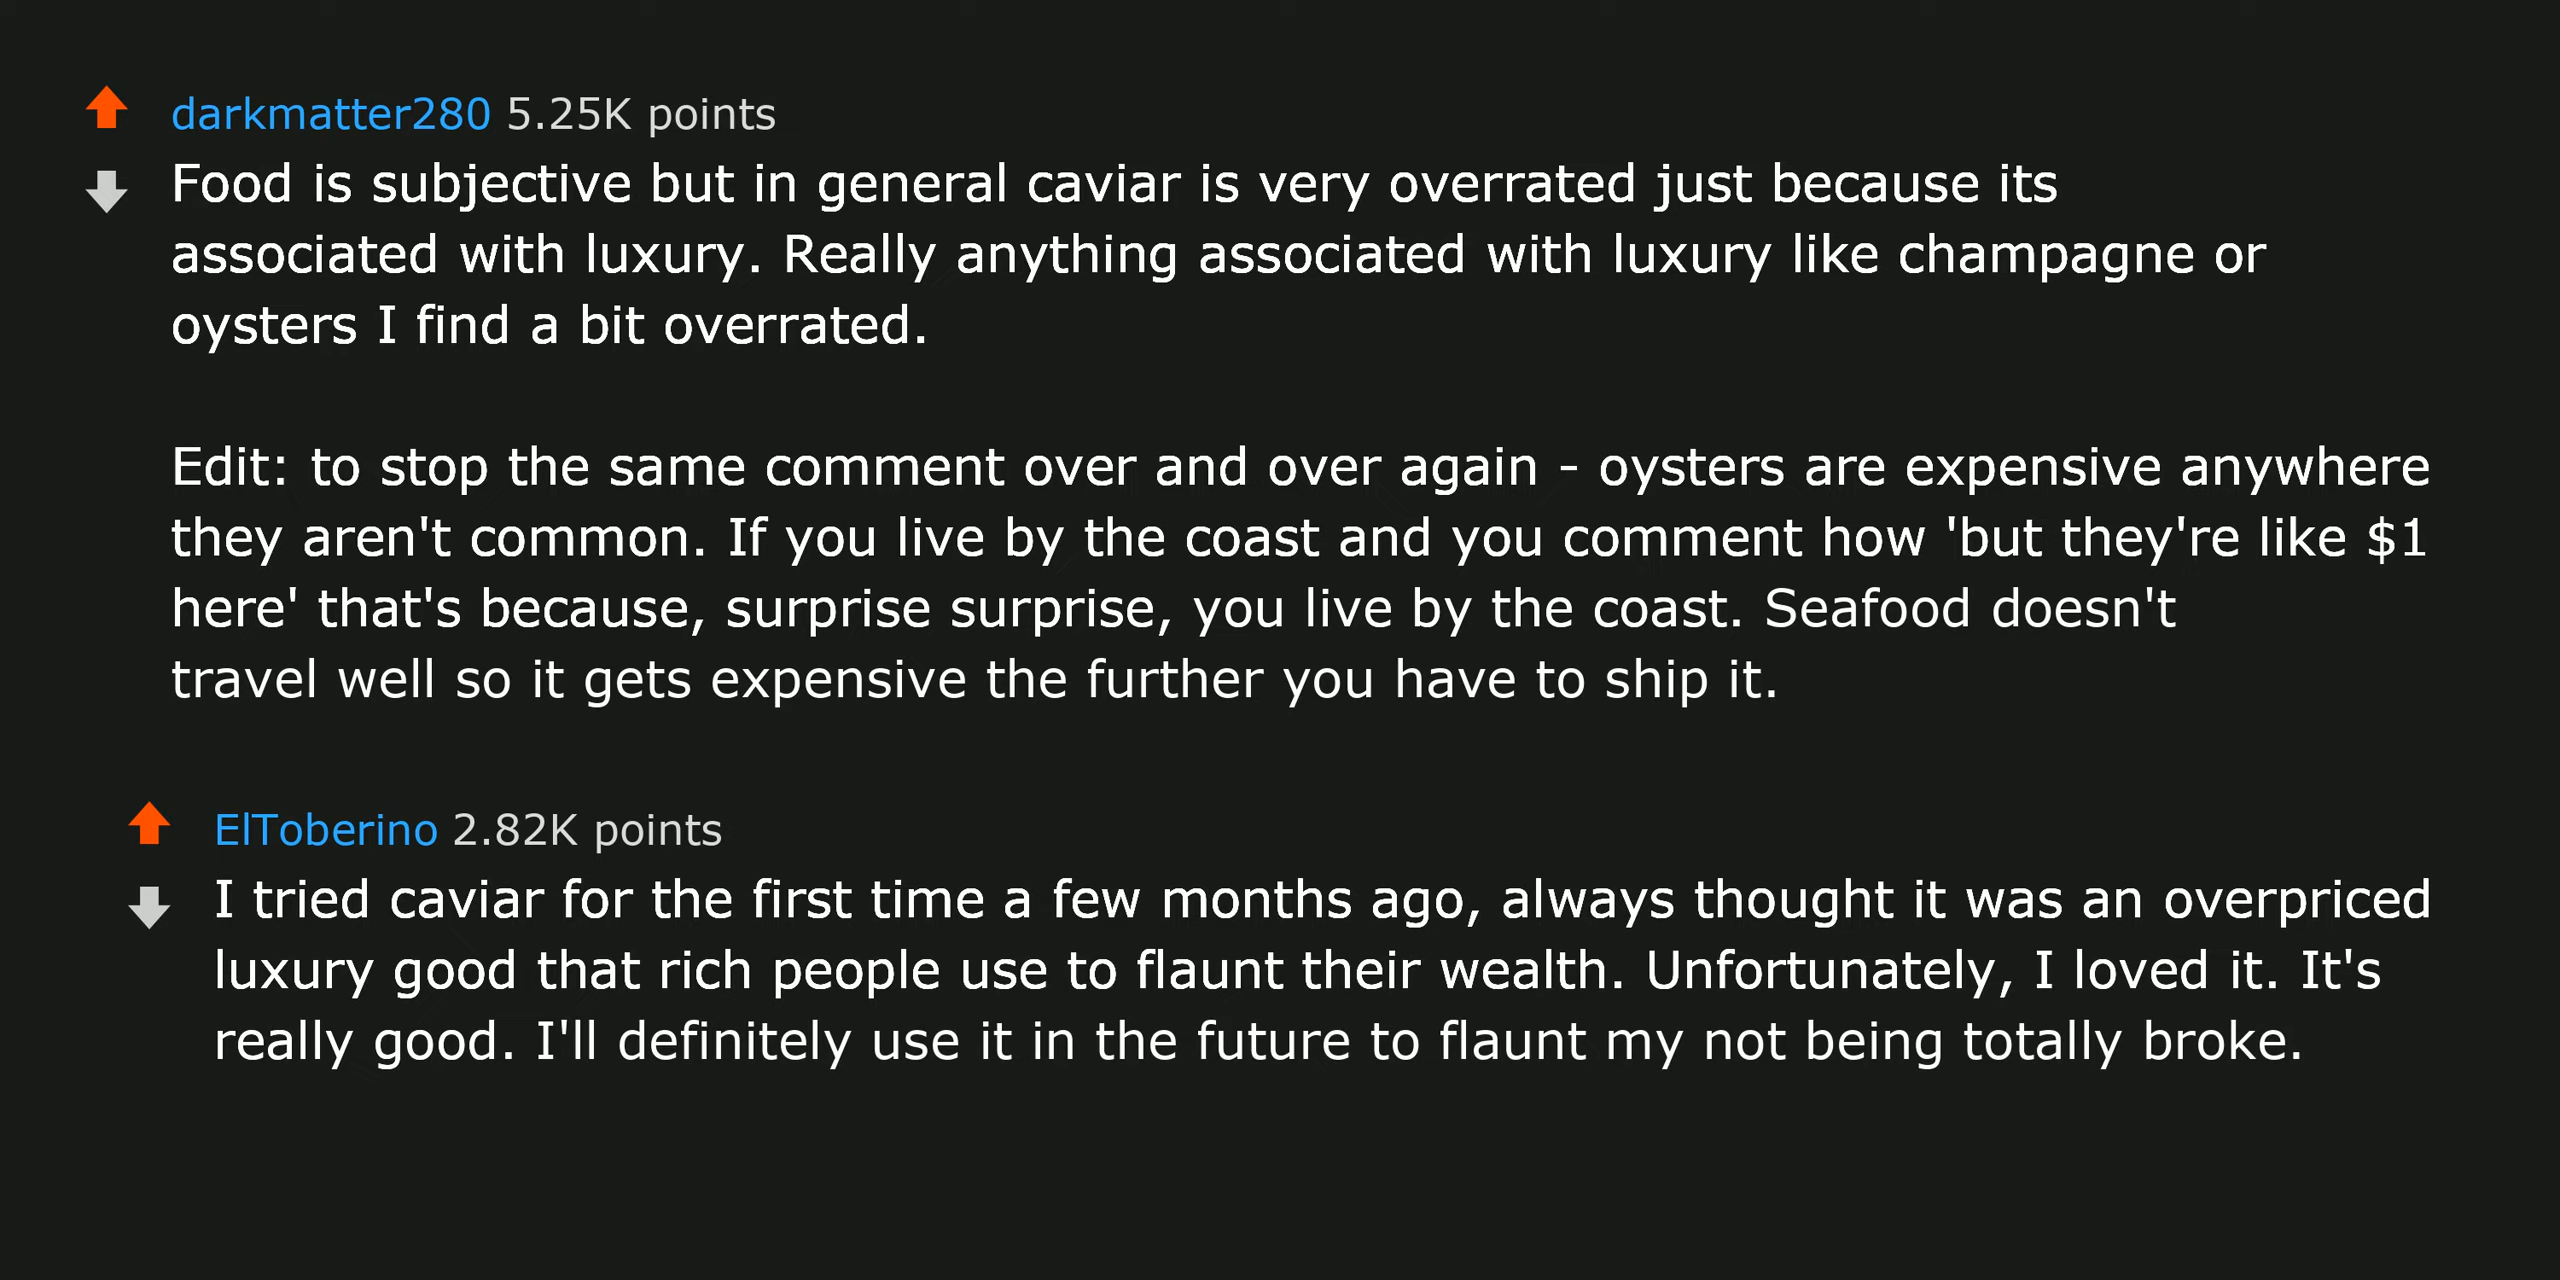 darkmatter280 5.25K points
Food is subjective but in general caviar is very overrated just because its
associated with luxury. Really anything associated with luxury like champagne or
oysters I find a bit overrated.
Edit: to stop the same comment over and over again - oysters are expensive anywhere
they aren't common. If you live by the coast and you comment how 'but they're like $1
here' that's because, surprise surprise, you live by the coast. Seafood doesn't
travel well so it gets expensive the further you have to ship it.
ElToberino 2.82K points
I tried caviar for the first time a few months ago, always thought it was an overpriced
luxury good that rich people use to flaunt their wealth. Unfortunately, I loved it. It's
really good. I'll definitely use it in the future to flaunt my not being totally broke.